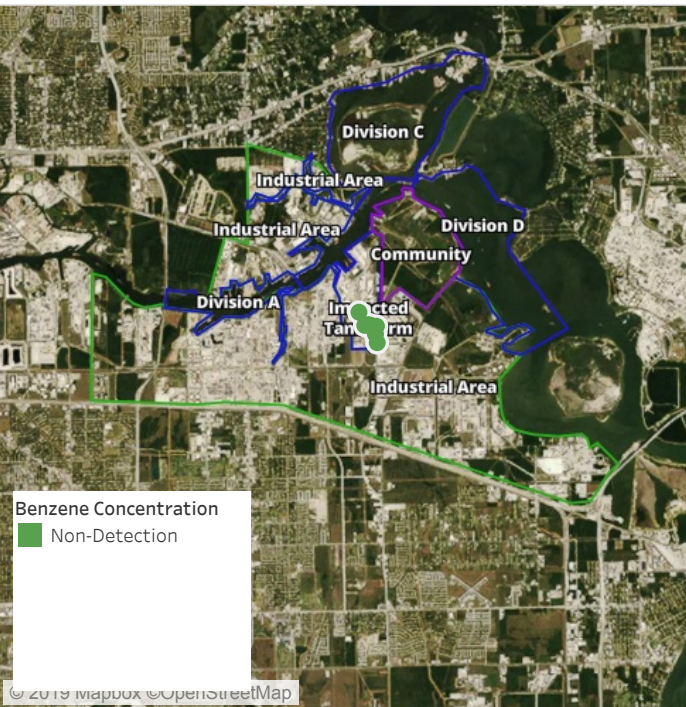 Division C
Industrial Area
Industrial Area
Division D
Community
Division A
Industrial Area
Benzene Concentration
Non-Detection
© 2019 Mapbox ©OpenStreetMap